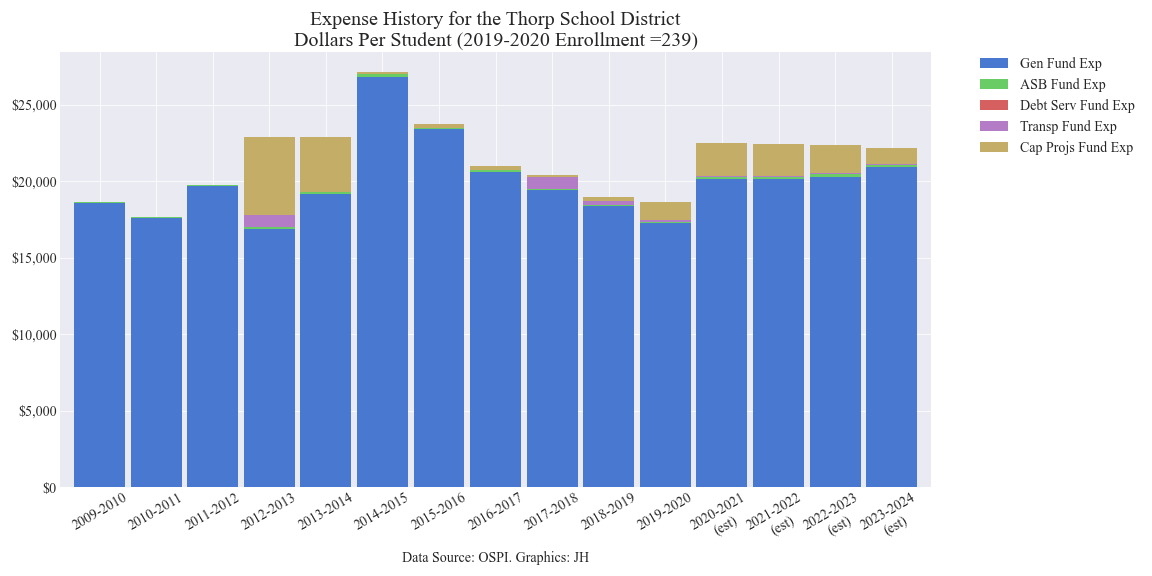 Expense History for the Thorp School District
Dollars Per Student (2019-2020 Enrollment =239)
Gen Fund Exp
ASB Fund Exp
Debt Serv Fund Exp
Transp Fund Exp
Cap Projs Fund Exp
$25,000
$20,000
$15,000
$10,000
$5,000
$0
2009-2010
2010-2011
2011-2012
2012-2013
2013-2014
2014-2015
2015-2016
2016-2017
2017-2018
2018-2019
2019-2020
2020-2021
(est)
2021-2022
(est)
2022-2023
(est)
2023-2024
(est)
Data Source: OSPI. Graphics: JH